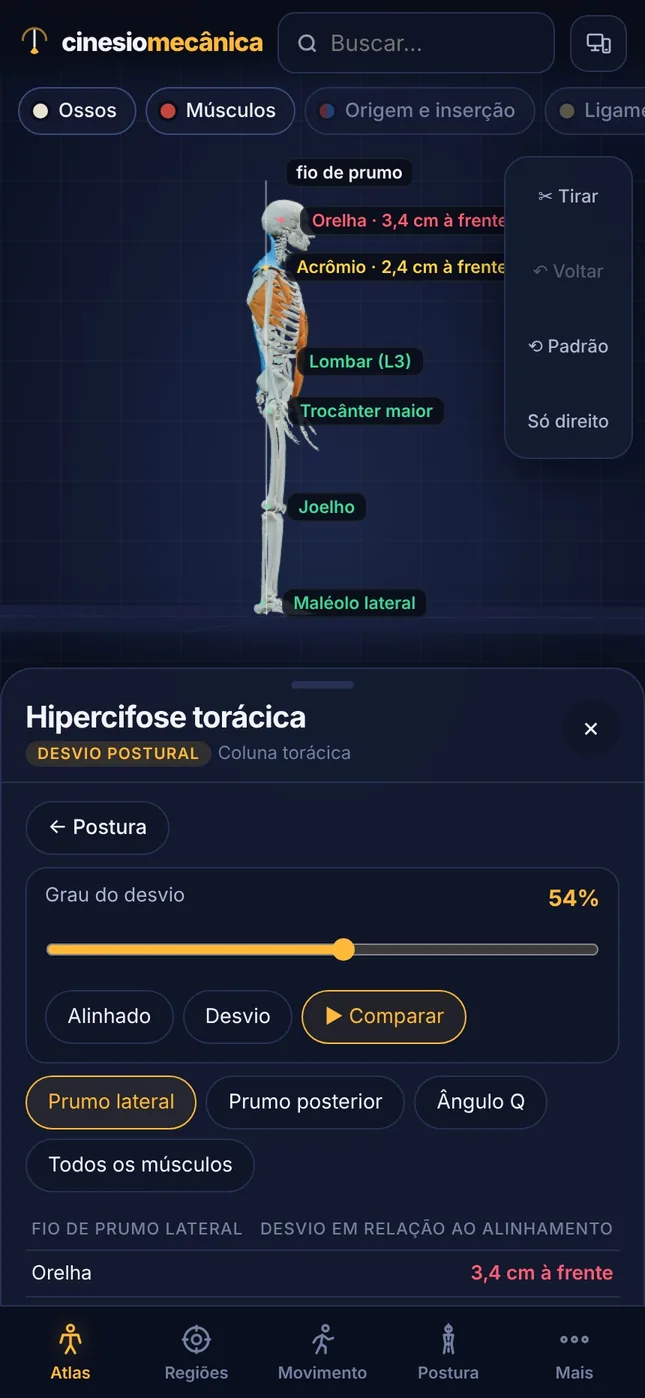 cinesiomecânica
Buscar...
Ossos
Músculos
Origem e inserção
Ligame
fio de prumo
✂ Tirar
Orelha · 3,4 cm à frente
Acrômio · 2,4 cm à frente
↶ Voltar
⟲ Padrão
Lombar (L3)
Trocânter maior
Só direito
Joelho
Maléolo lateral
Hipercifose torácica
×
DESVIO POSTURAL Coluna torácica
← Postura
Grau do desvio 54%
Alinhado Desvio ▶ Comparar
Prumo lateral Prumo posterior Ângulo Q
Todos os músculos
FIO DE PRUMO LATERAL DESVIO EM RELAÇÃO AO ALINHAMENTO
Orelha 3,4 cm à frente
Atlas Regiões Movimento Postura Mais